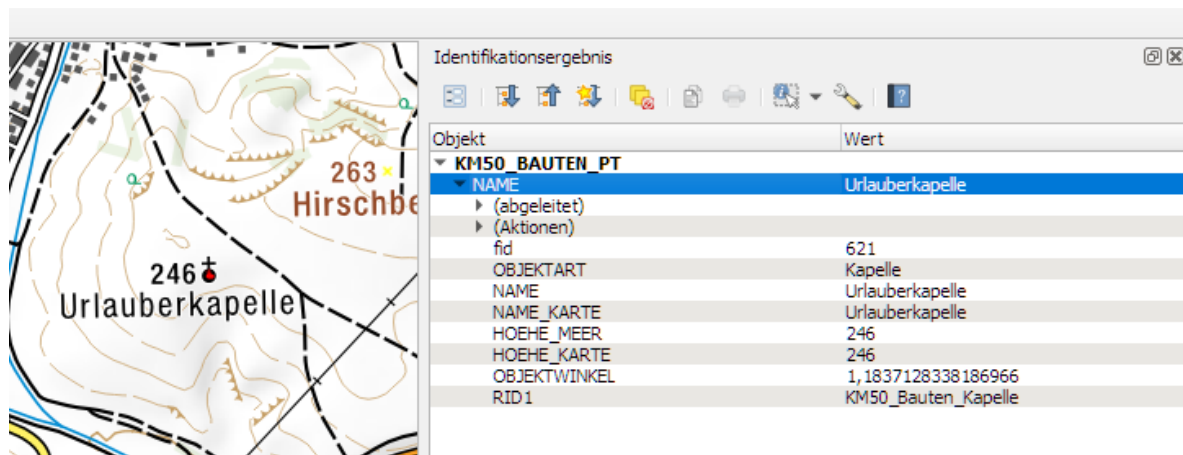 263
Hirschbe
246
Urlauberkapelle
Identifikationsergebnis
Objekt Wert
KM50_BAUTEN_PT
NAME Urlauberkapelle
(abgeleitet)
(Aktionen)
fid 621
OBJEKTART Kapelle
NAME Urlauberkapelle
NAME_KARTE Urlauberkapelle
HOEHE_MEER 246
HOEHE_KARTE 246
OBJEKTWINKEL 1,1837128338186966
RID1 KM50_Bauten_Kapelle